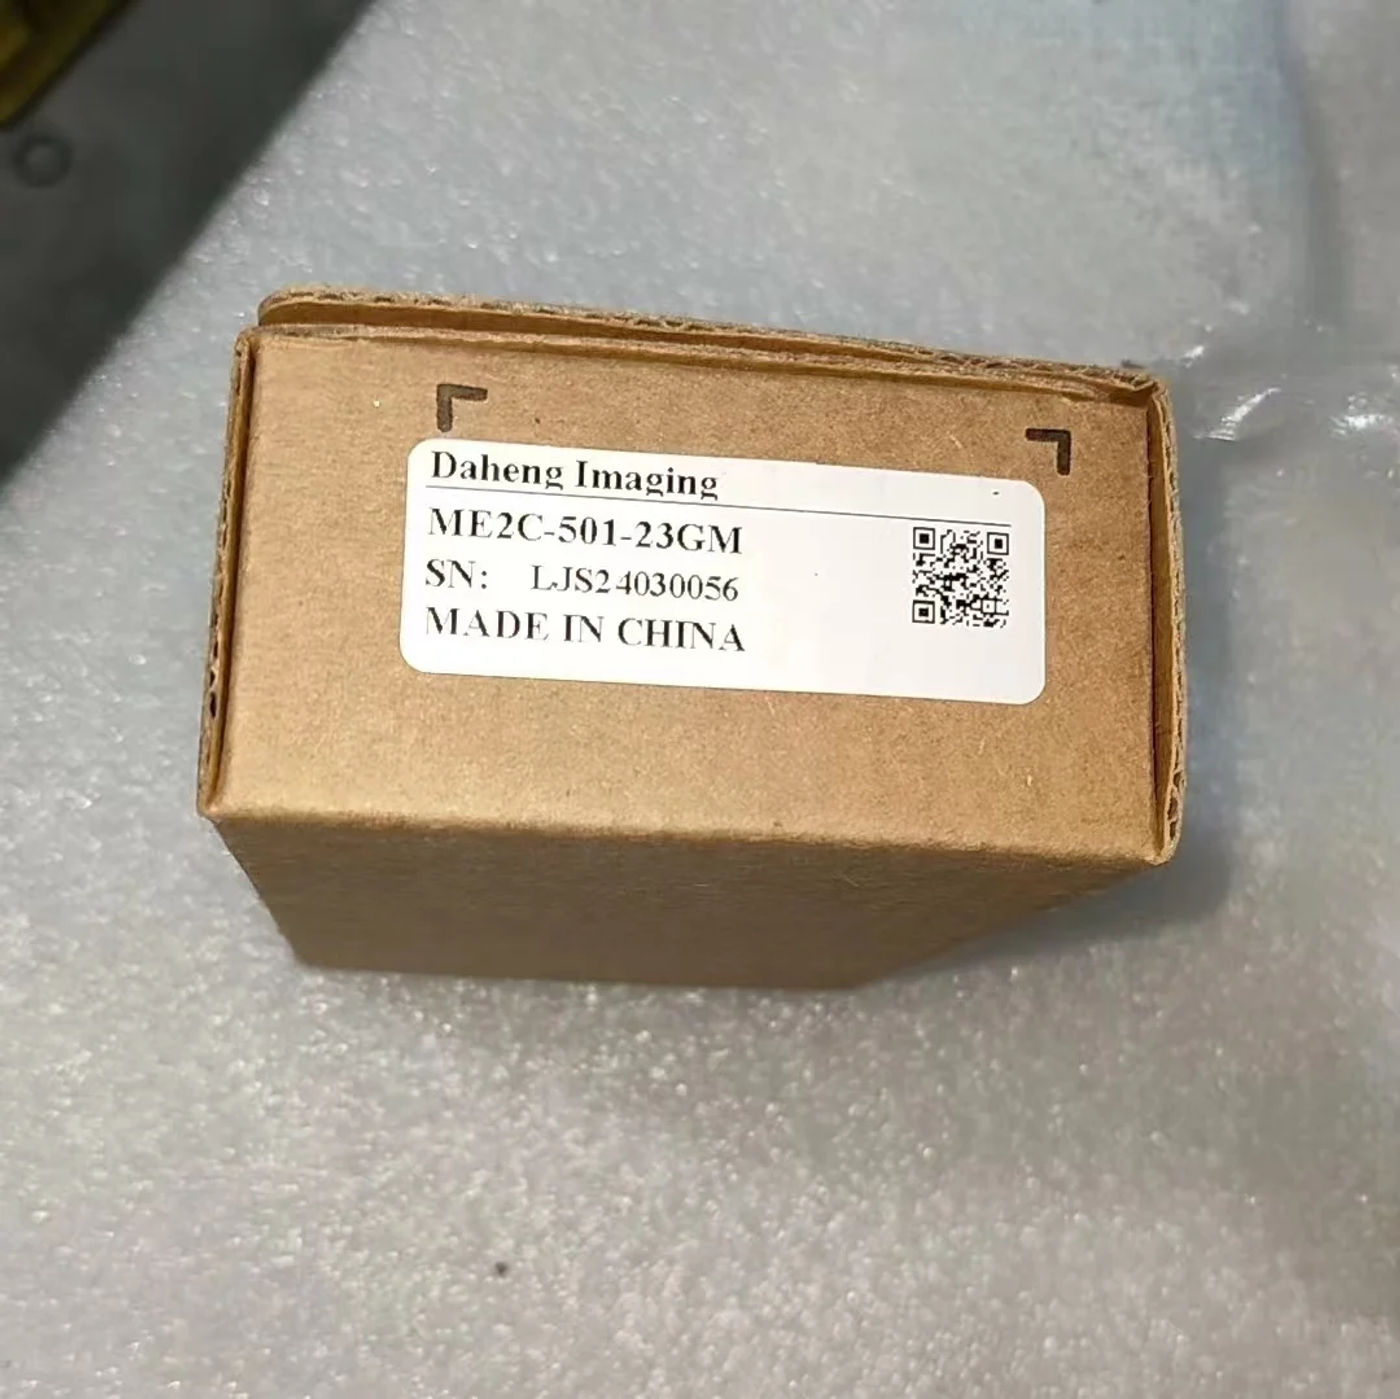 Daheng Imaging
ME2C-501-23GM
SN: LJS24030056
MADE IN CHINA